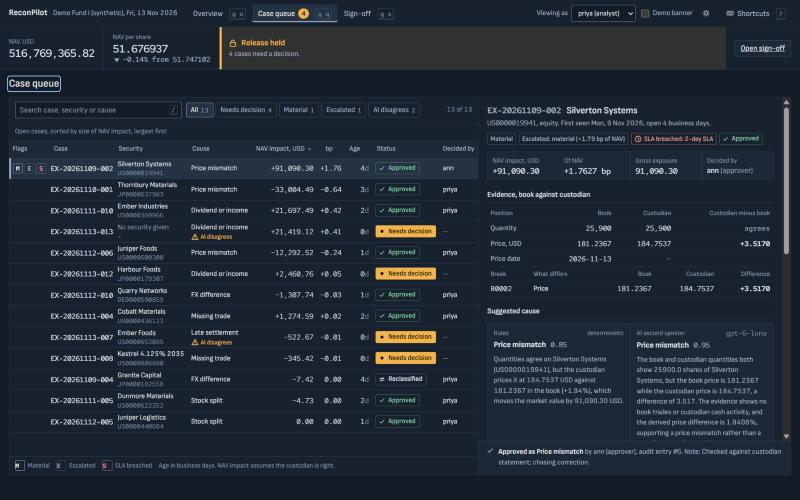 ReconPilot Demo Fund I (synthetic), Fri, 13 Nov 2026 Overview g o Case queue 4 g q Sign-off g s Viewing as priya (analyst) Demo banner Shortcuts ?
NAV, USD
516,769,365.82
NAV per share
51.676937
▼ -0.14% from 51.747102
Release held
4 cases need a decision.
Open sign-off
Case queue
Search case, security or cause /
All 13
Needs decision 4
Material 1
Escalated 1
AI disagrees 2
13 of 13
Open cases, sorted by size of NAV impact, largest first
Flags Case Security Cause NAV impact, USD bp Age Status Decided by
M E S EX-20261109-002 Silverton Systems US0000019941 Price mismatch +91,090.30 +1.76 4d Approved ann
EX-20261110-001 Thornbury Materials JP0000637983 Price mismatch -33,004.49 -0.64 3d Approved priya
EX-20261111-010 Ember Industries US0000369966 Dividend or income +21,697.49 +0.42 2d Approved priya
EX-20261113-013 No security given – Dividend or income AI disagrees +21,419.12 +0.41 0d Needs decision –
EX-20261112-006 Juniper Foods US0000600300 Price mismatch -12,292.52 -0.24 1d Approved priya
EX-20261113-012 Harbour Foods JP0000179307 Dividend or income +2,460.76 +0.05 0d Needs decision –
EX-20261112-010 Quarry Networks DE0000590859 FX difference -1,307.74 -0.03 1d Approved priya
EX-20261111-004 Cobalt Materials US0000436123 Missing trade +1,274.59 +0.02 2d Approved priya
EX-20261113-007 Ember Foods US0000653085 Late settlement AI disagrees -522.67 -0.01 0d Needs decision –
EX-20261113-008 Kestrel 4.125% 2035 US0000806880 Missing trade -345.42 -0.01 0d Needs decision –
EX-20261109-004 Granite Capital JP0000182558 FX difference -7.42 0.00 4d Reclassified priya
EX-20261111-005 Dunmore Materials US0000622352 Stock split -4.73 0.00 2d Approved priya
EX-20261112-005 Juniper Logistics US0000440684 Stock split 0.00 0.00 1d Approved priya
M Material E Escalated S SLA breached Age in business days. NAV impact assumes the custodian is right.
EX-20261109-002 Silverton Systems
US0000019941, equity. First seen Mon, 9 Nov 2026, open 4 business days.
Material
Escalated: material (+1.79 bp of NAV)
SLA breached: 2-day SLA
Approved
NAV impact, USD
+91,090.30
Of NAV
+1.7627 bp
Gross exposure
91,090.30
Decided by
ann (approver)
Evidence, book against custodian
Position Book Custodian Custodian minus book
Quantity 25,900 25,900 agrees
Price, USD 181.2367 184.7537 +3.5170
Price date 2026-11-13 –
Break What differs Book Custodian Difference
B0002 Price 181.2367 184.7537 +3.5170
Suggested cause
Rules deterministic
Price mismatch 0.85
Quantities agree on Silverton Systems
(US0000019941), but the custodian
prices it at 184.7537 USD against
181.2367 in the book (+1.94%), which
moves the market value by 91,090.30 USD.
AI second opinion gpt-5-luna
Price mismatch 0.95
The book and custodian quantities both
show 25900.0 shares of Silverton
Systems, but the book price is 181.2367
while the custodian price is 184.7537, a
difference of 3.517. The evidence shows no
book trades or custodian cash activity, and
the derived price difference is 1.9406%,
supporting a price mismatch rather than a
Approved as Price mismatch by ann (approver), audit entry #6. Note: Checked against custodian
statement; chasing correction.